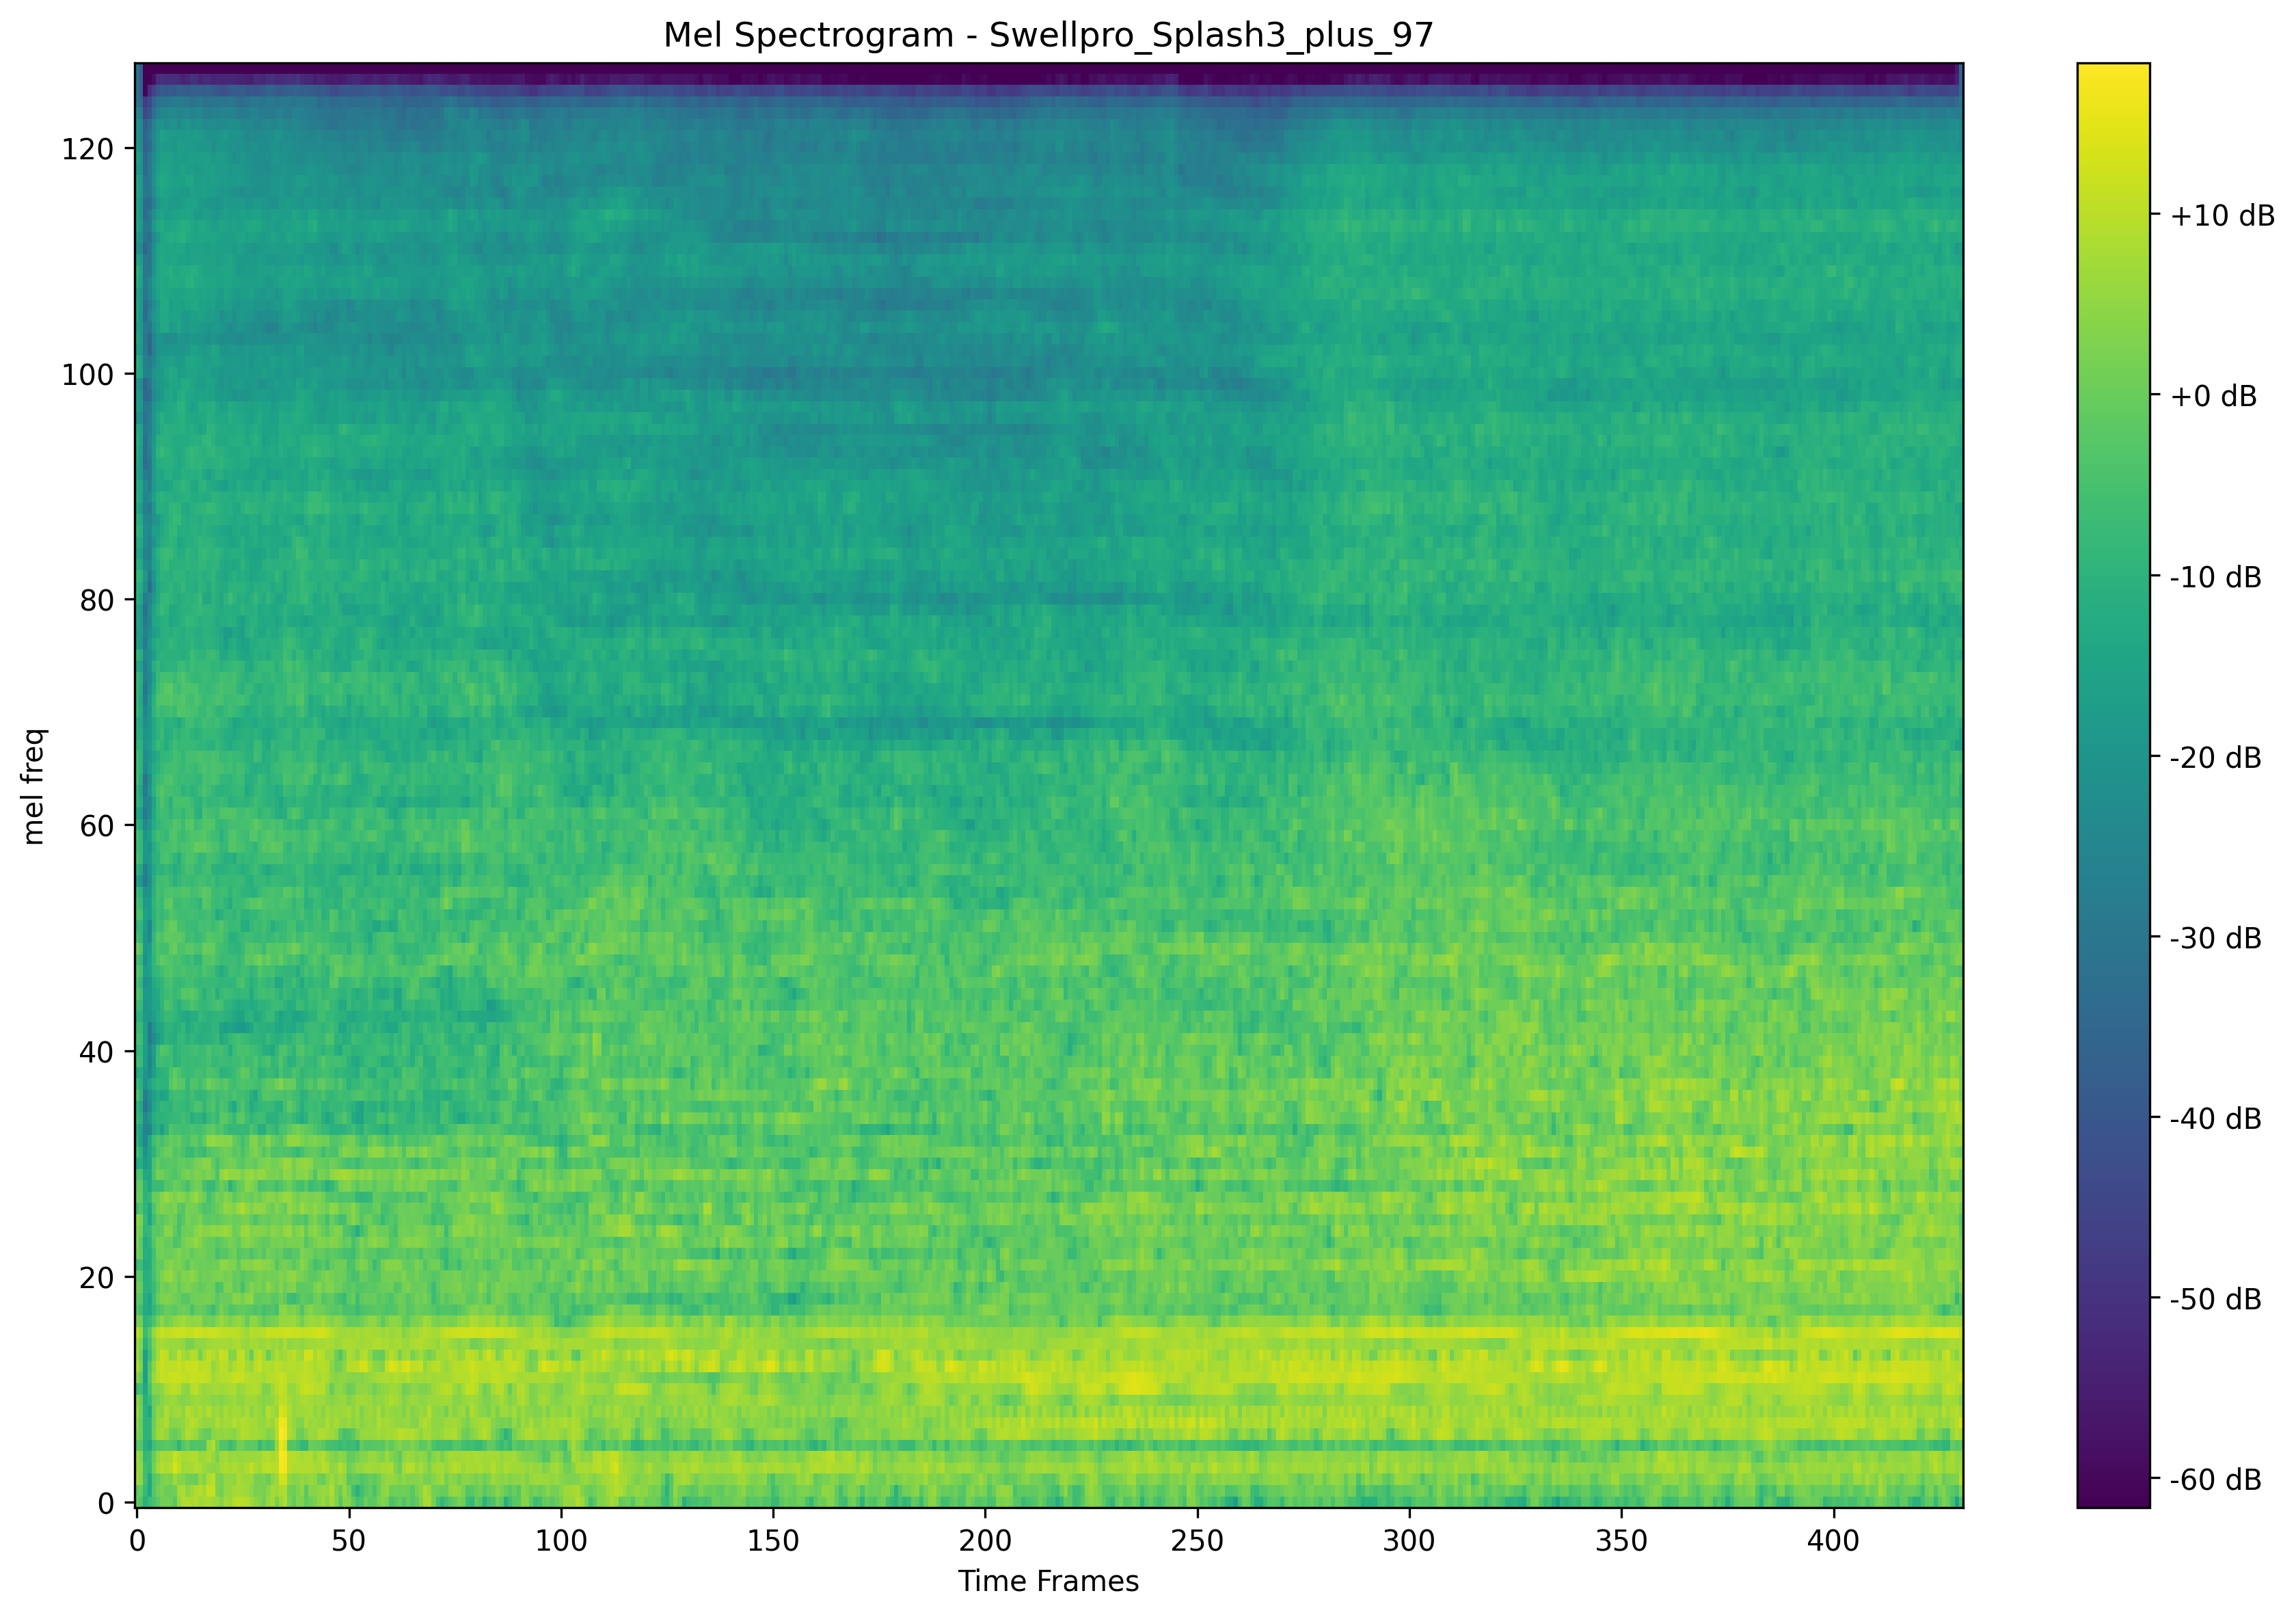 Mel Spectrogram - Swellpro_Splash3_plus_97
mel freq
120
100
80
60
40
20
0
0 50 100 150 200 250 300 350 400
Time Frames
+10 dB
+0 dB
-10 dB
-20 dB
-30 dB
-40 dB
-50 dB
-60 dB